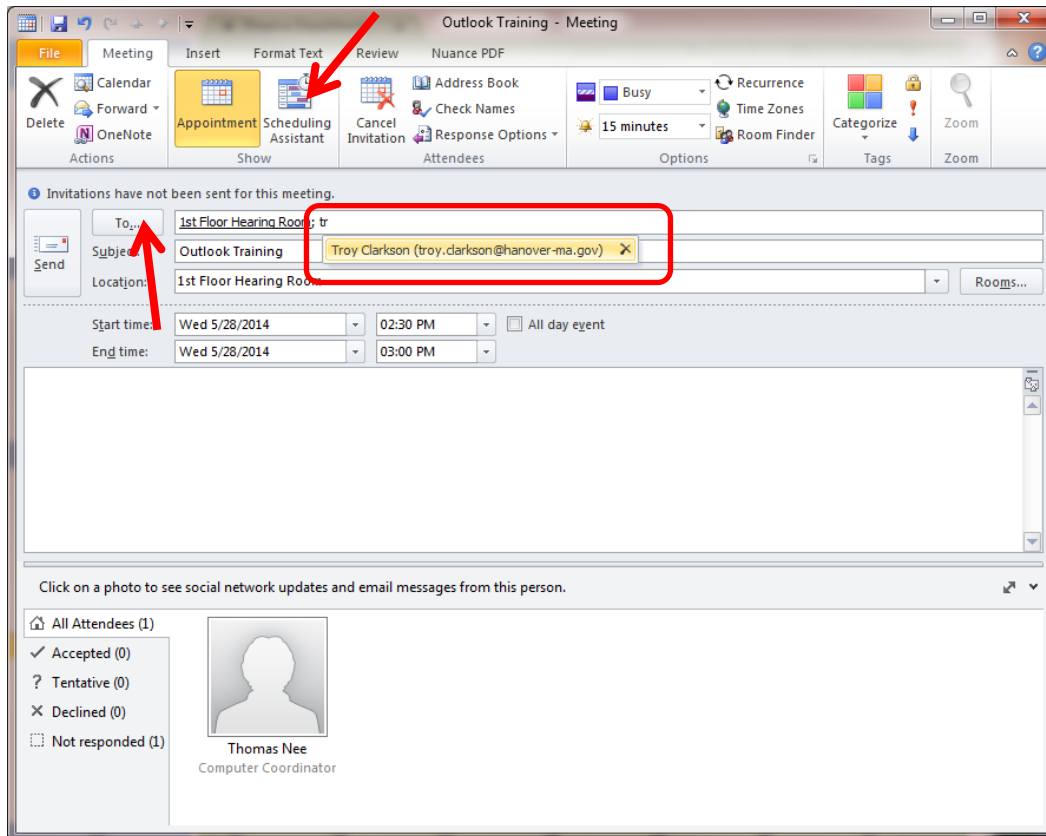 Outlook Training - Meeting
File Meeting Insert Format Text Review Nuance PDF
Delete
Calendar
Forward
OneNote
Actions
Appointment
Scheduling Assistant
Show
Cancel Invitation
Address Book
Check Names
Response Options
Attendees
Busy
15 minutes
Recurrence
Time Zones
Room Finder
Options
Categorize
Tags
Zoom
Zoom
Invitations have not been sent for this meeting.
Send
To... 1st Floor Hearing Room; tr
Troy Clarkson (troy.clarkson@hanover-ma.gov)
Subject: Outlook Training
Location: 1st Floor Hearing Room Rooms...
Start time: Wed 5/28/2014 02:30 PM All day event
End time: Wed 5/28/2014 03:00 PM
Click on a photo to see social network updates and email messages from this person.
All Attendees (1)
Accepted (0)
Tentative (0)
Declined (0)
Not responded (1)
Thomas Nee
Computer Coordinator